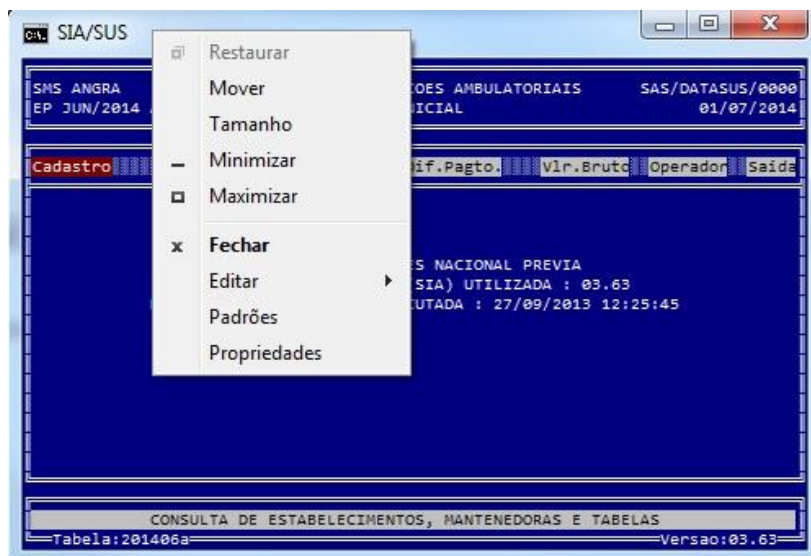 SIA/SUS
Restaurar
Mover
Tamanho
Minimizar
Maximizar
Fechar
Editar
Padrões
Propriedades
SMS ANGRA OES AMBULATORIAIS SAS/DATASUS/0000
EP JUN/2014 ICIAL 01/07/2014
Cadastro if.Pagto. Vlr.Bruto Operador Saida
S NACIONAL PREVIA
SIA) UTILIZADA : 03.63
UTADA : 27/09/2013 12:25:45
CONSULTA DE ESTABELECIMENTOS, MANTENEDORAS E TABELAS
Tabela:201406a Versao:03.63